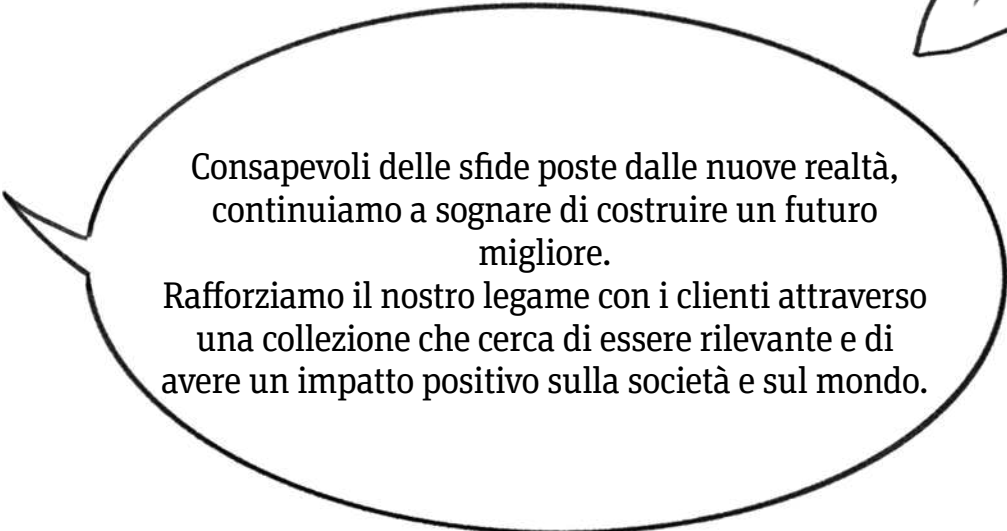 Consapevoli delle sfide poste dalle nuove realtà,
continuiamo a sognare di costruire un futuro
migliore.
Rafforziamo il nostro legame con i clienti attraverso
una collezione che cerca di essere rilevante e di
avere un impatto positivo sulla società e sul mondo.